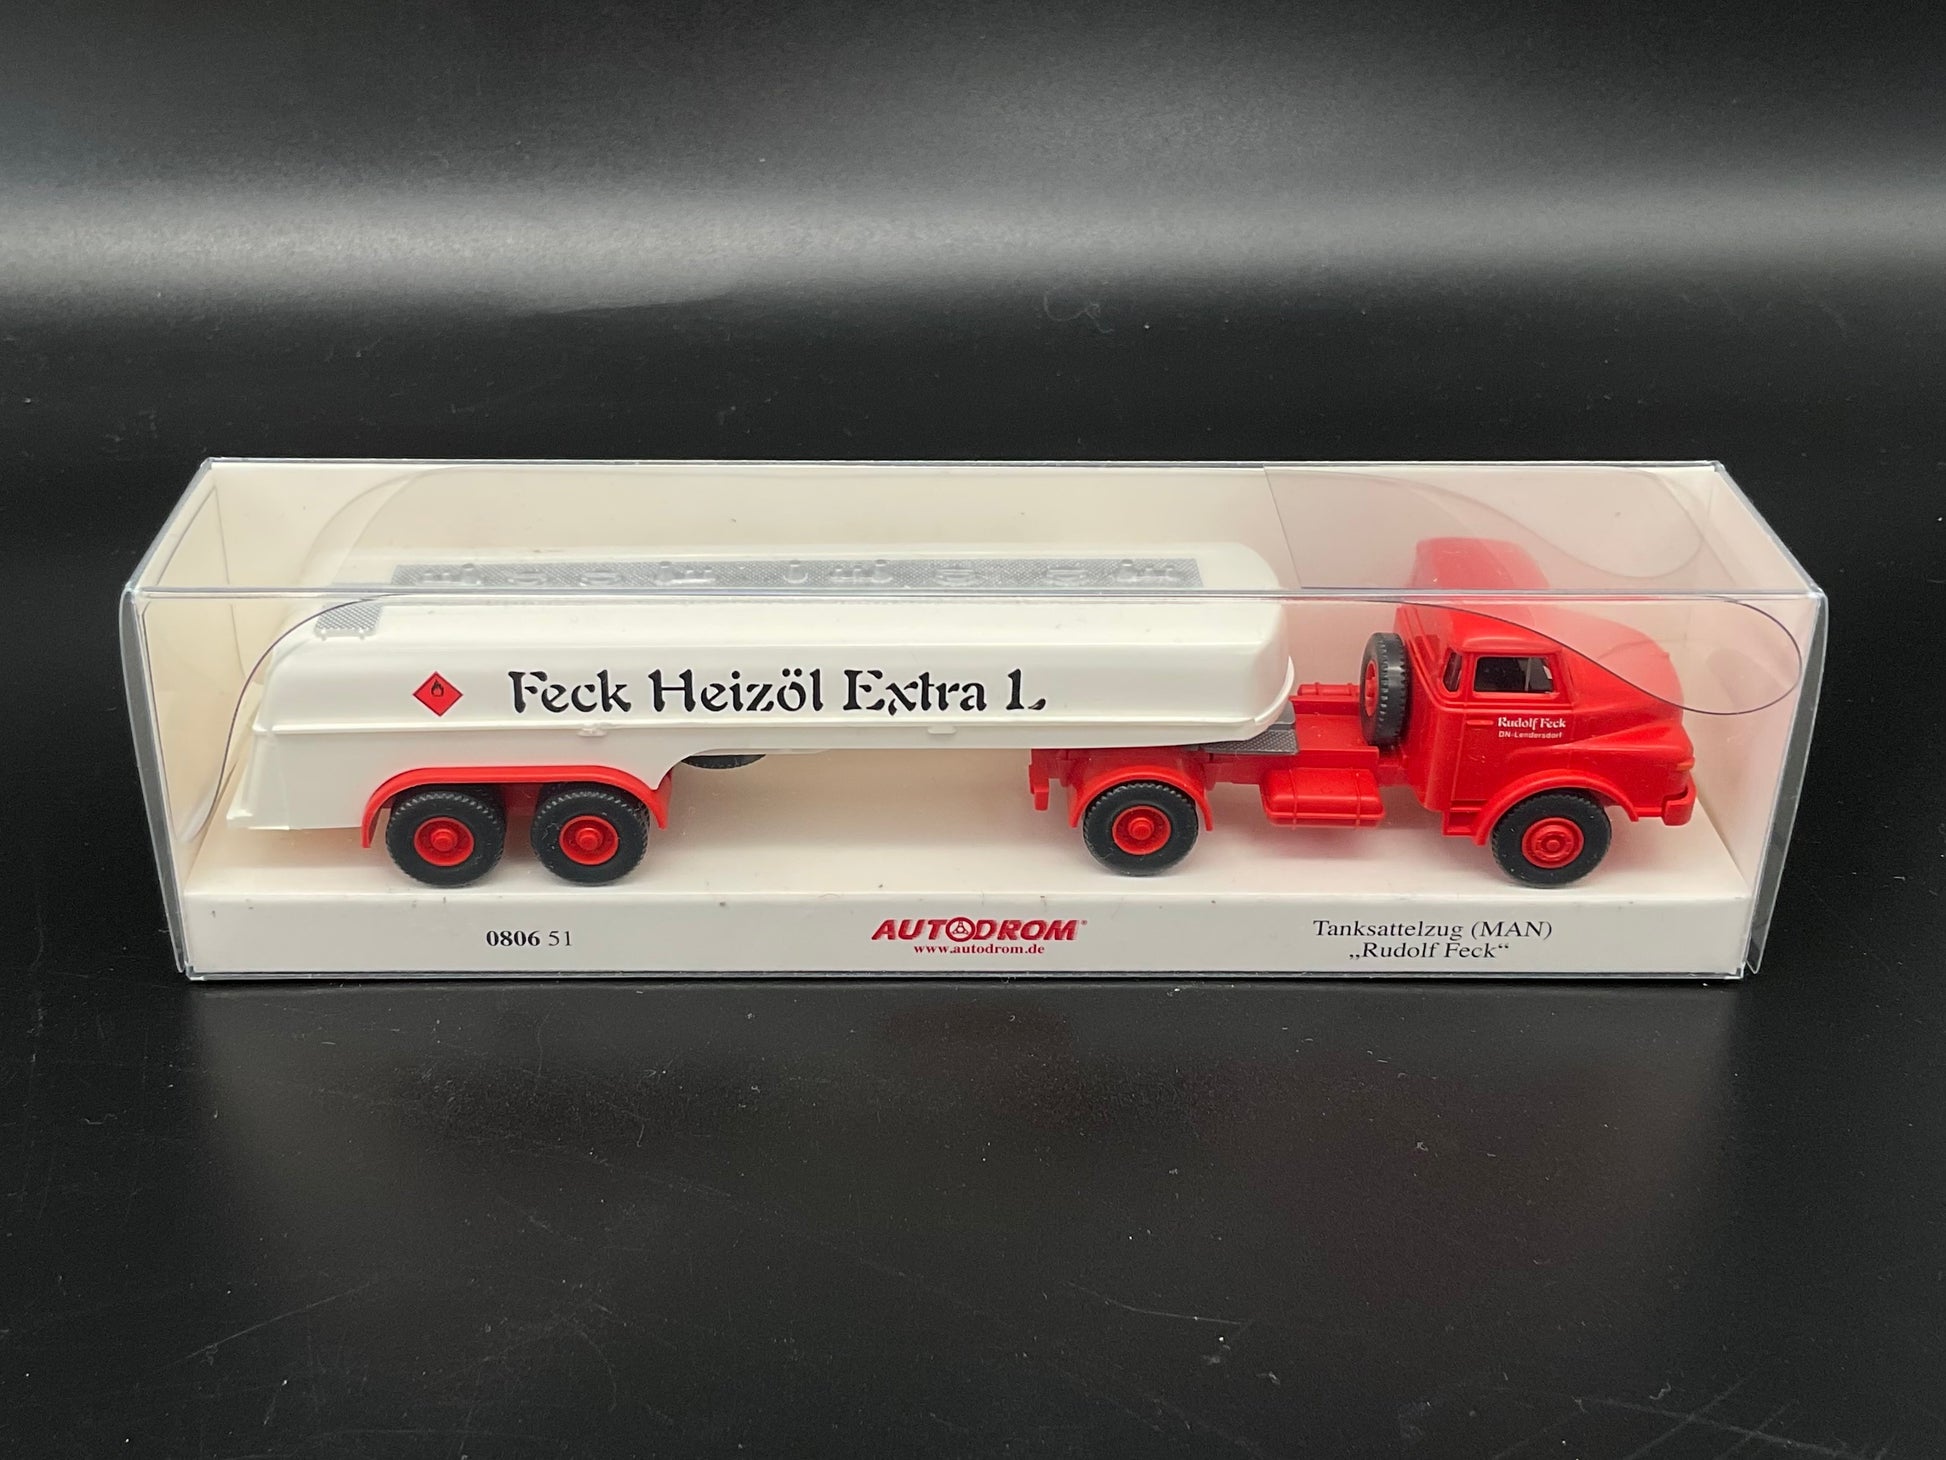 Feck Heizöl Extra L
Rudolf Feck
DN-Lendersdorf
0806 51
AUTODROM®
www.autodrom.de
Tanksattelzug (MAN)
„Rudolf Feck“